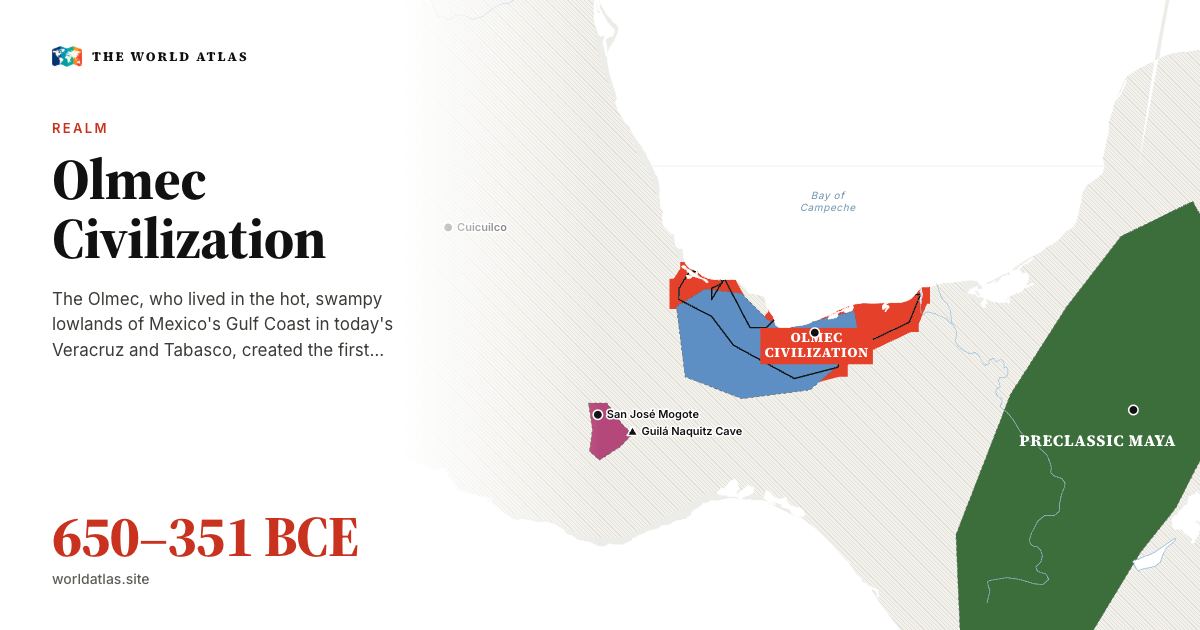 THE WORLD ATLAS
REALM
Olmec
Civilization
The Olmec, who lived in the hot, swampy
lowlands of Mexico's Gulf Coast in today's
Veracruz and Tabasco, created the first...
650–351 BCE
worldatlas.site
Bay of
Campeche
Cuicuilco
OLMEC
CIVILIZATION
San José Mogote
Guilá Naquitz Cave
PRECLASSIC MAYA